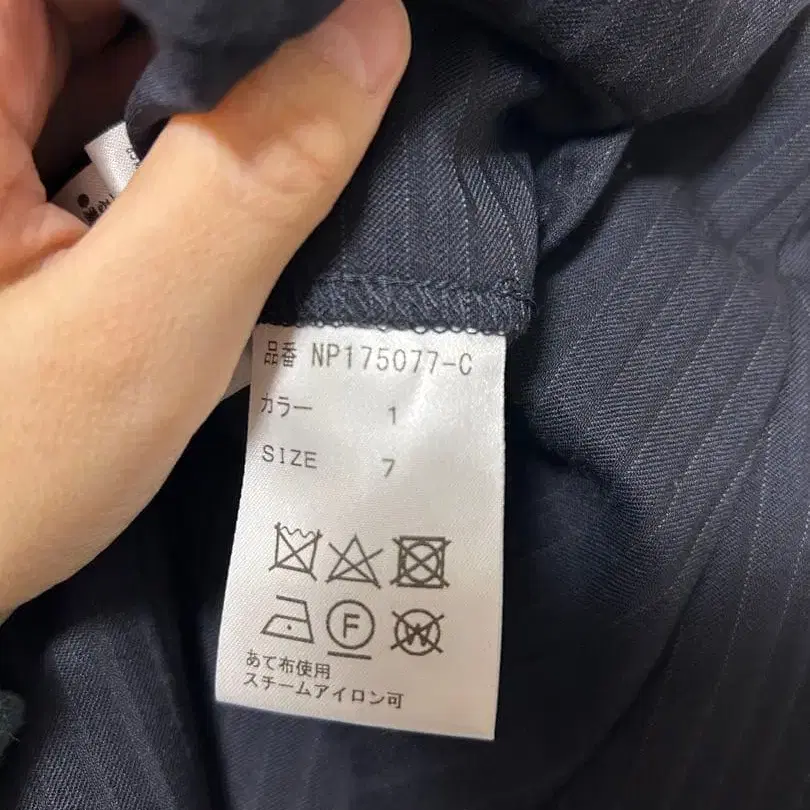 品番 NP175077-C
カラー 1
SIZE 7
F
W
あて布使用
スチームアイロン可